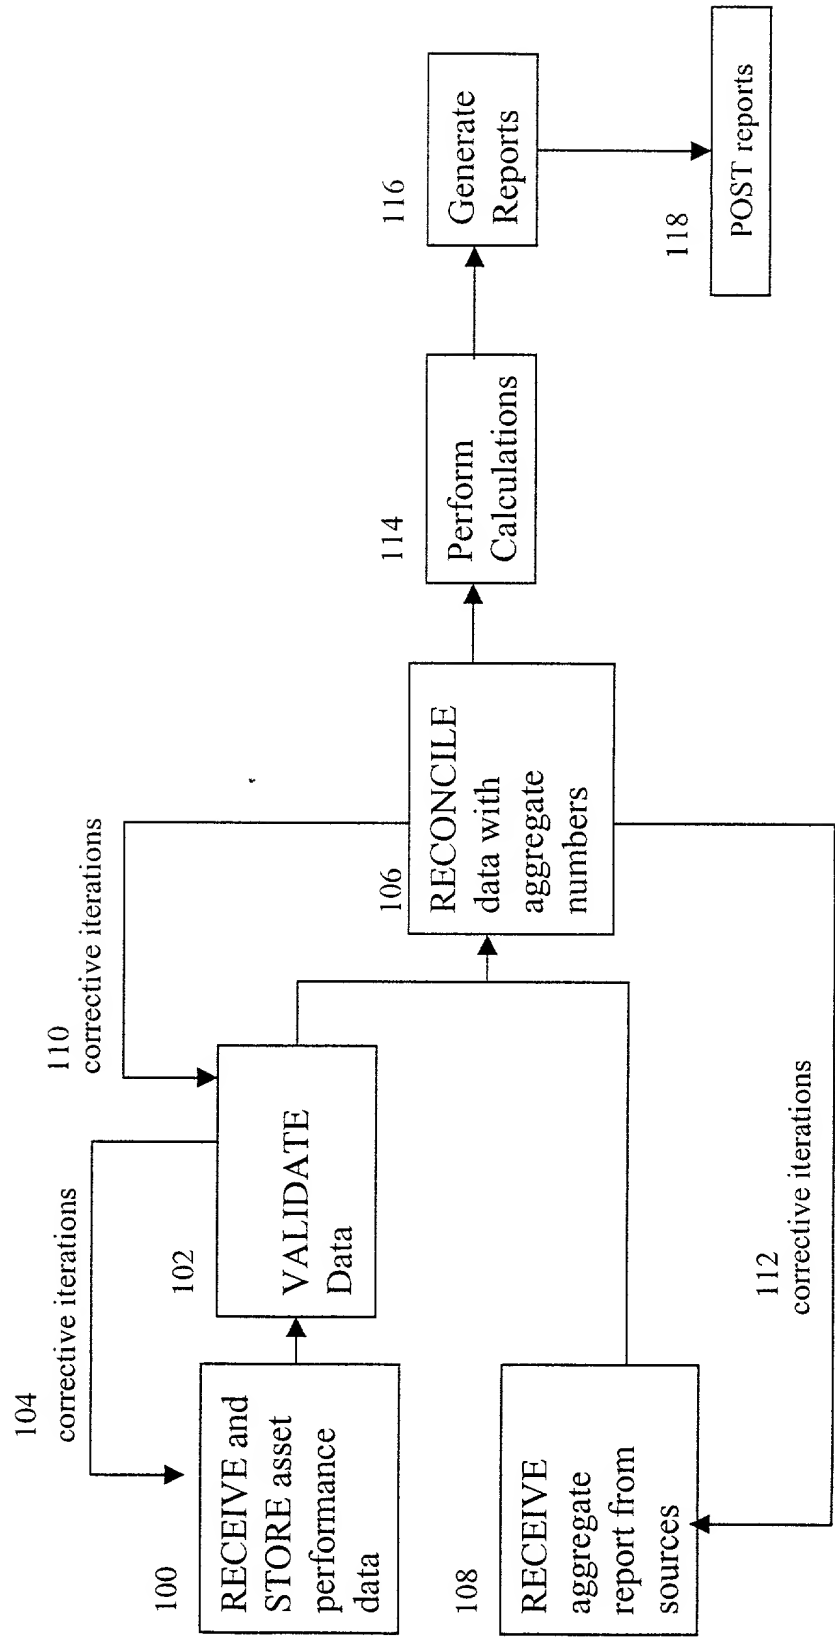 104
corrective iterations
110
corrective iterations
100
RECEIVE and
STORE asset
performance
data
102
VALIDATE
Data
108
RECEIVE
aggregate
report from
sources
112
corrective iterations
106
RECONCILE
data with
aggregate
numbers
114
Perform
Calculations
116
Generate
Reports
118
POST reports